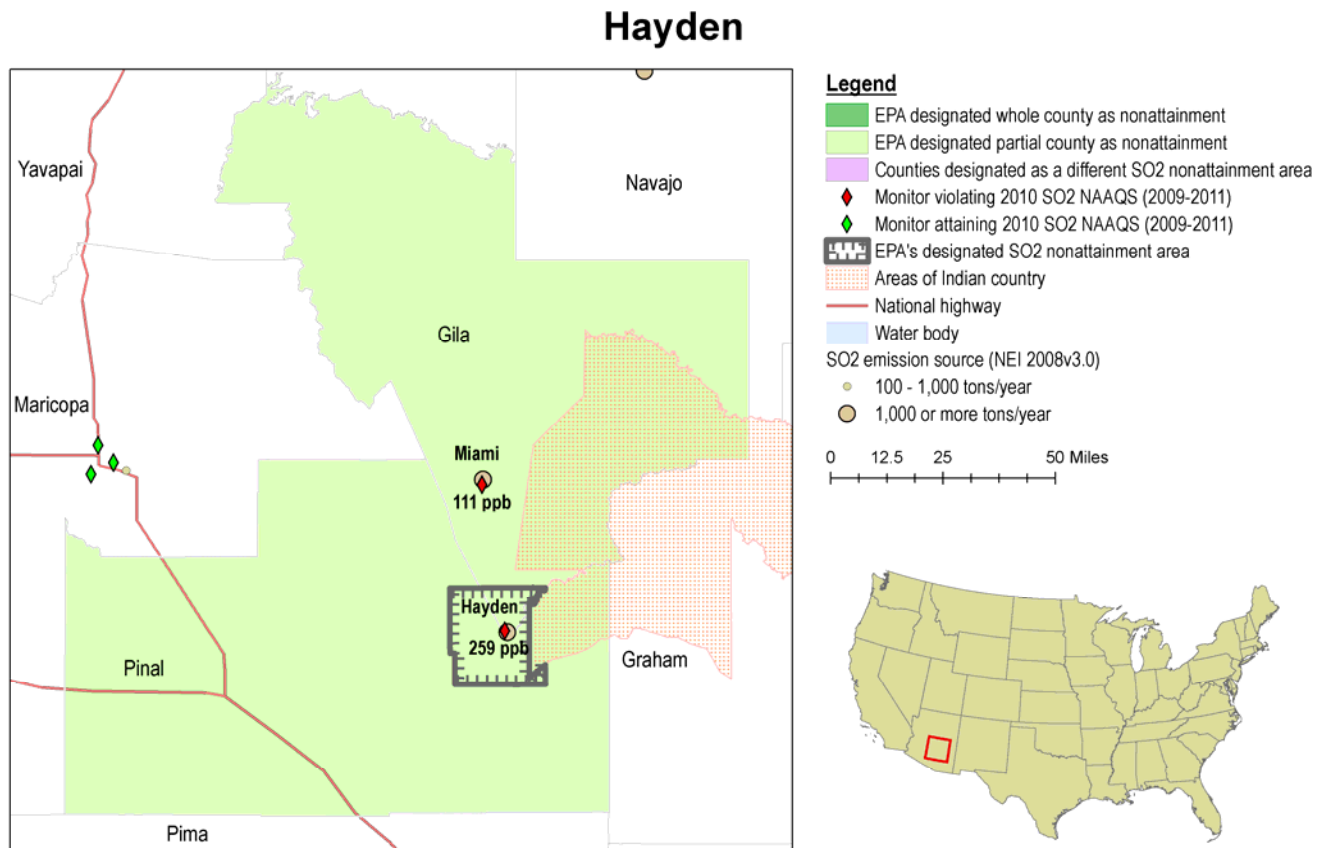 Hayden
Yavapai
Navajo
Gila
Maricopa
Miami
111 ppb
Hayden
259 ppb
Pinal
Graham
Pima
Legend
EPA designated whole county as nonattainment
EPA designated partial county as nonattainment
Counties designated as a different SO2 nonattainment area
Monitor violating 2010 SO2 NAAQS (2009-2011)
Monitor attaining 2010 SO2 NAAQS (2009-2011)
EPA's designated SO2 nonattainment area
Areas of Indian country
National highway
Water body
SO2 emission source (NEI 2008v3.0)
100 - 1,000 tons/year
1,000 or more tons/year
0 12.5 25 50 Miles